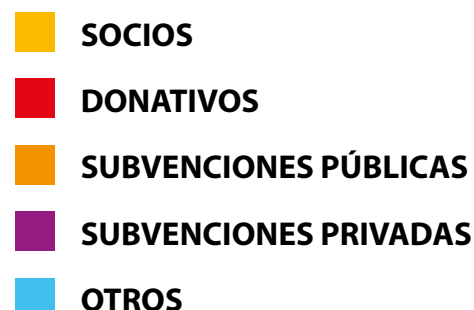 SOCIOS
DONATIVOS
SUBVENCIONES PÚBLICAS
SUBVENCIONES PRIVADAS
OTROS